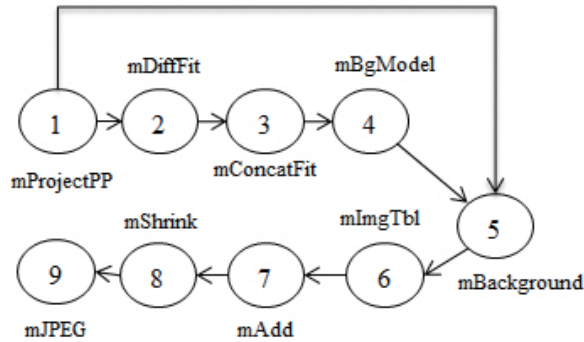 mDiffFit
mBgModel
1
2
3
4
mProjectPP
mConcatFit
mShrink
mImgTbl
5
9
8
7
6
mBackground
mJPEG
mAdd